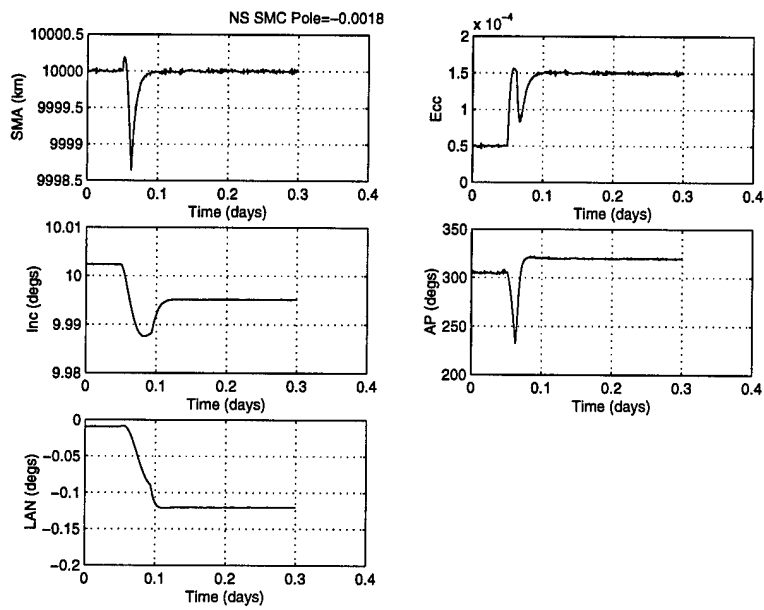 NS SMC Pole=-0.0018
10000.5
10000
9999.5
9999
9998.5
SMA (km)
0 0.1 0.2 0.3 0.4
Time (days)
x 10^-4
2
1.5
1
0.5
0
Ecc
0 0.1 0.2 0.3 0.4
Time (days)
10.01
10
9.99
9.98
Inc (degs)
0 0.1 0.2 0.3 0.4
Time (days)
350
300
250
200
AP (degs)
0 0.1 0.2 0.3 0.4
Time (days)
0
-0.05
-0.1
-0.15
-0.2
LAN (degs)
0 0.1 0.2 0.3 0.4
Time (days)